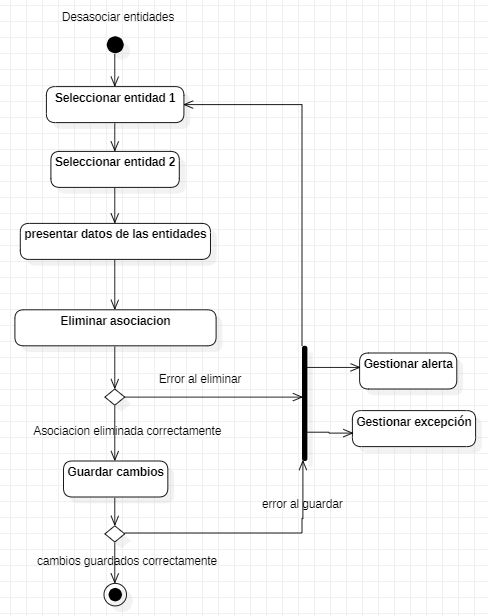 Desasociar entidades
Seleccionar entidad 1
Seleccionar entidad 2
presentar datos de las entidades
Eliminar asociacion
Gestionar alerta
Error al eliminar
Gestionar excepción
Asociacion eliminada correctamente
Guardar cambios
error al guardar
cambios guardados correctamente